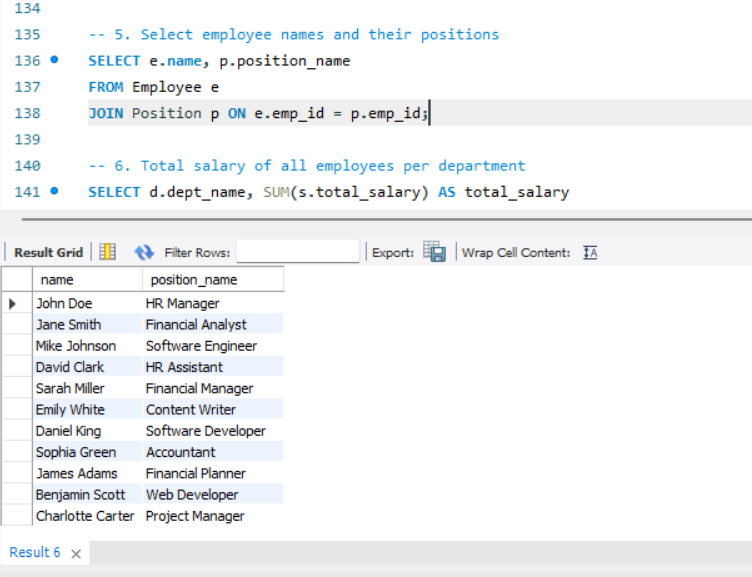 134
135 -- 5. Select employee names and their positions
136 SELECT e.name, p.position_name
137 FROM Employee e
138 JOIN Position p ON e.emp_id = p.emp_id;
139
140 -- 6. Total salary of all employees per department
141 SELECT d.dept_name, SUM(s.total_salary) AS total_salary
Result Grid Filter Rows: Export: Wrap Cell Content: IA
name position_name
John Doe HR Manager
Jane Smith Financial Analyst
Mike Johnson Software Engineer
David Clark HR Assistant
Sarah Miller Financial Manager
Emily White Content Writer
Daniel King Software Developer
Sophia Green Accountant
James Adams Financial Planner
Benjamin Scott Web Developer
Charlotte Carter Project Manager
Result 6 ×